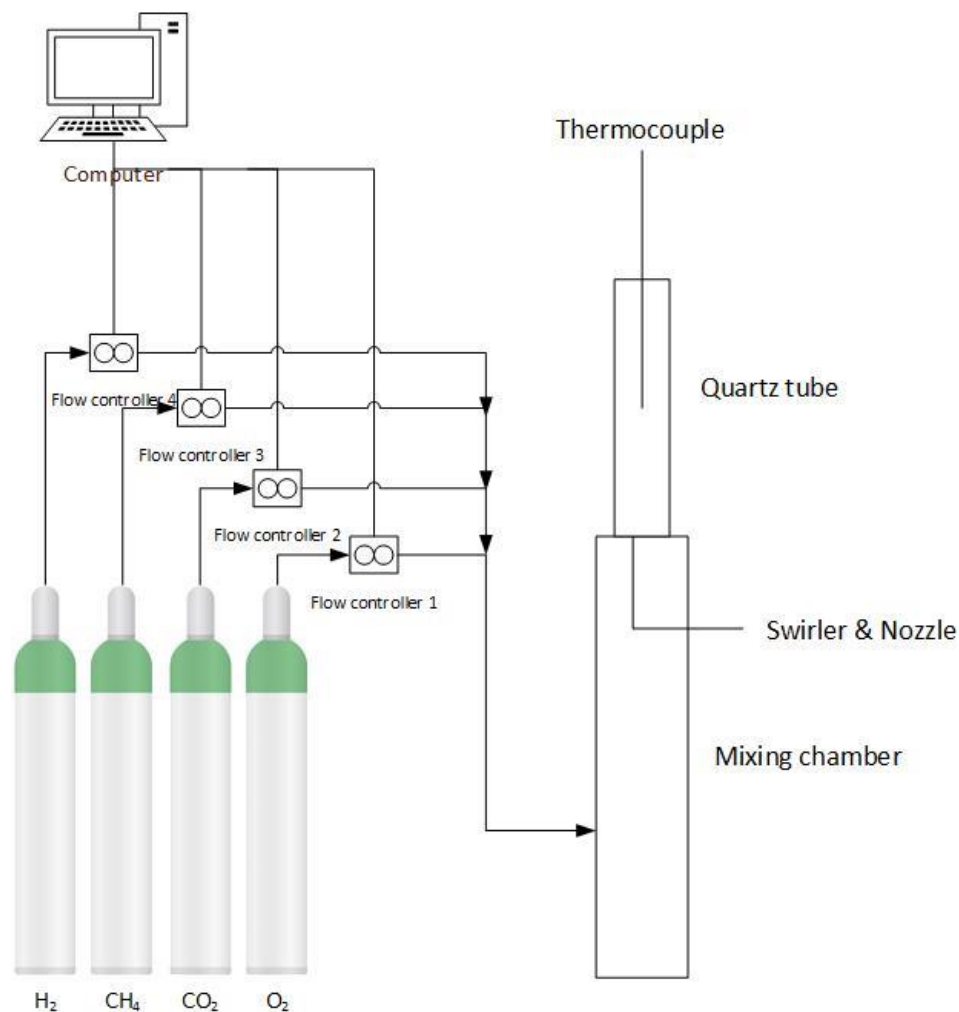 Computer
Thermocouple
Quartz tube
Flow controller 4
Flow controller 3
Flow controller 2
Flow controller 1
Swirler & Nozzle
Mixing chamber
H₂ CH₄ CO₂ O₂